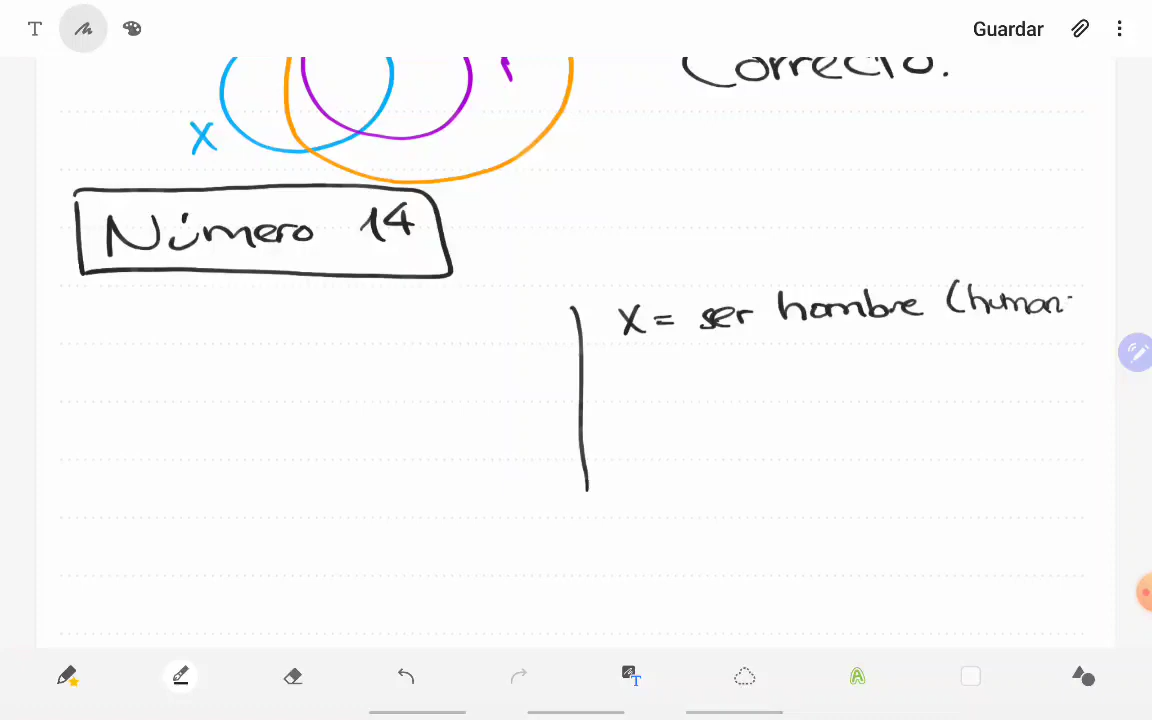 T Guardar
Correcto.
X
Número 14
X = ser hombre (human.
T
A